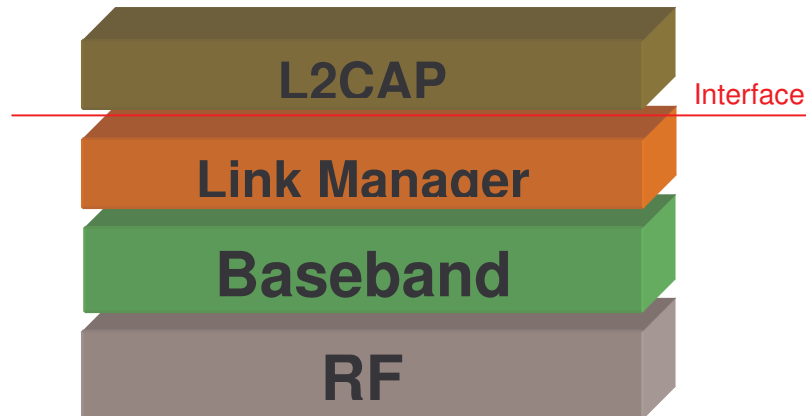 L2CAP
Interface
Link Manager
Baseband
RF